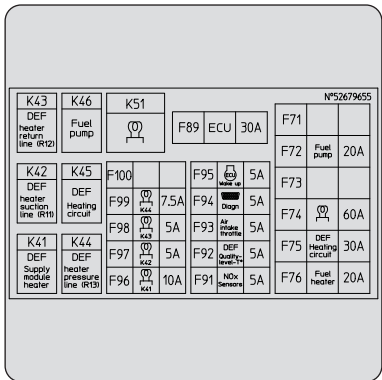 K43
DEF
heater
return
line (R12)
K46
Fuel
pump
K51
F89 ECU 30A
Nº52679655
F71
F72 Fuel pump 20A
F73
F74 60A
F75 DEF Heating circuit 30A
F76 Fuel heater 20A
K42
DEF
heater
suction
line (R11)
K45
DEF
Heating
circuit
K41
DEF
Supply
module
heater
K44
DEF
heater
pressure
line (R13)
F100
F99 K44 7.5A
F98 K43 5A
F97 K42 5A
F96 K41 10A
F95 ECU Wake up 5A
F94 Diagn 5A
F93 Air intake throttle 5A
F92 DEF Quality-level-Tº 5A
F91 NOx Sensors 5A